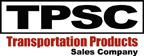 TPSC
Transportation Products
Sales Company